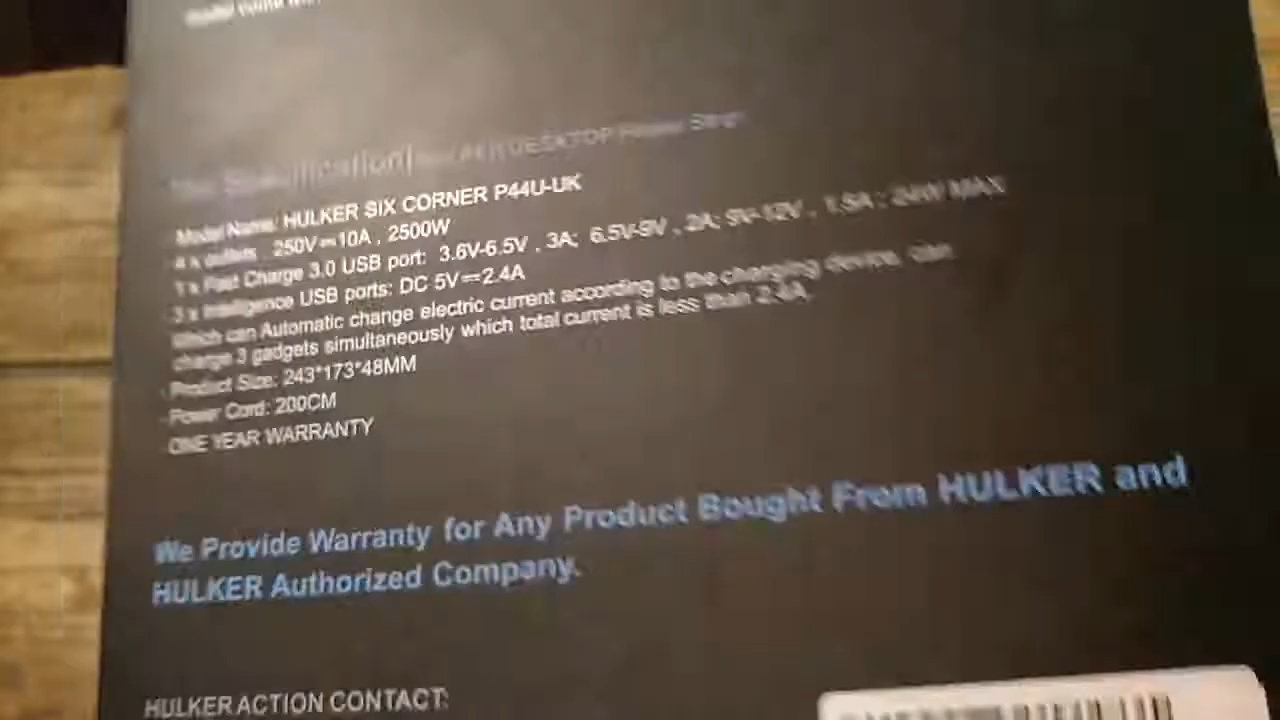 Specification| DESKTOP Power Strip
Model Name: HULKER SIX CORNER P44U-UK
4 x outlets , 250V⎓10A , 2500W
1 x Fast Charge 3.0 USB port: 3.6V-6.5V , 3A; 6.5V-9V , 2A; 9V-12V , 1.5A ; 24W MAX
3 x Intelligence USB ports: DC 5V⎓2.4A
Which can Automatic change electric current according to the charging device, can
charge 3 gadgets simultaneously which total current is less than 2.4A.
· Product Size: 243*173*48MM
· Power Cord: 200CM
· ONE YEAR WARRANTY
We Provide Warranty for Any Product Bought From HULKER and
HULKER Authorized Company.
HULKER ACTION CONTACT: